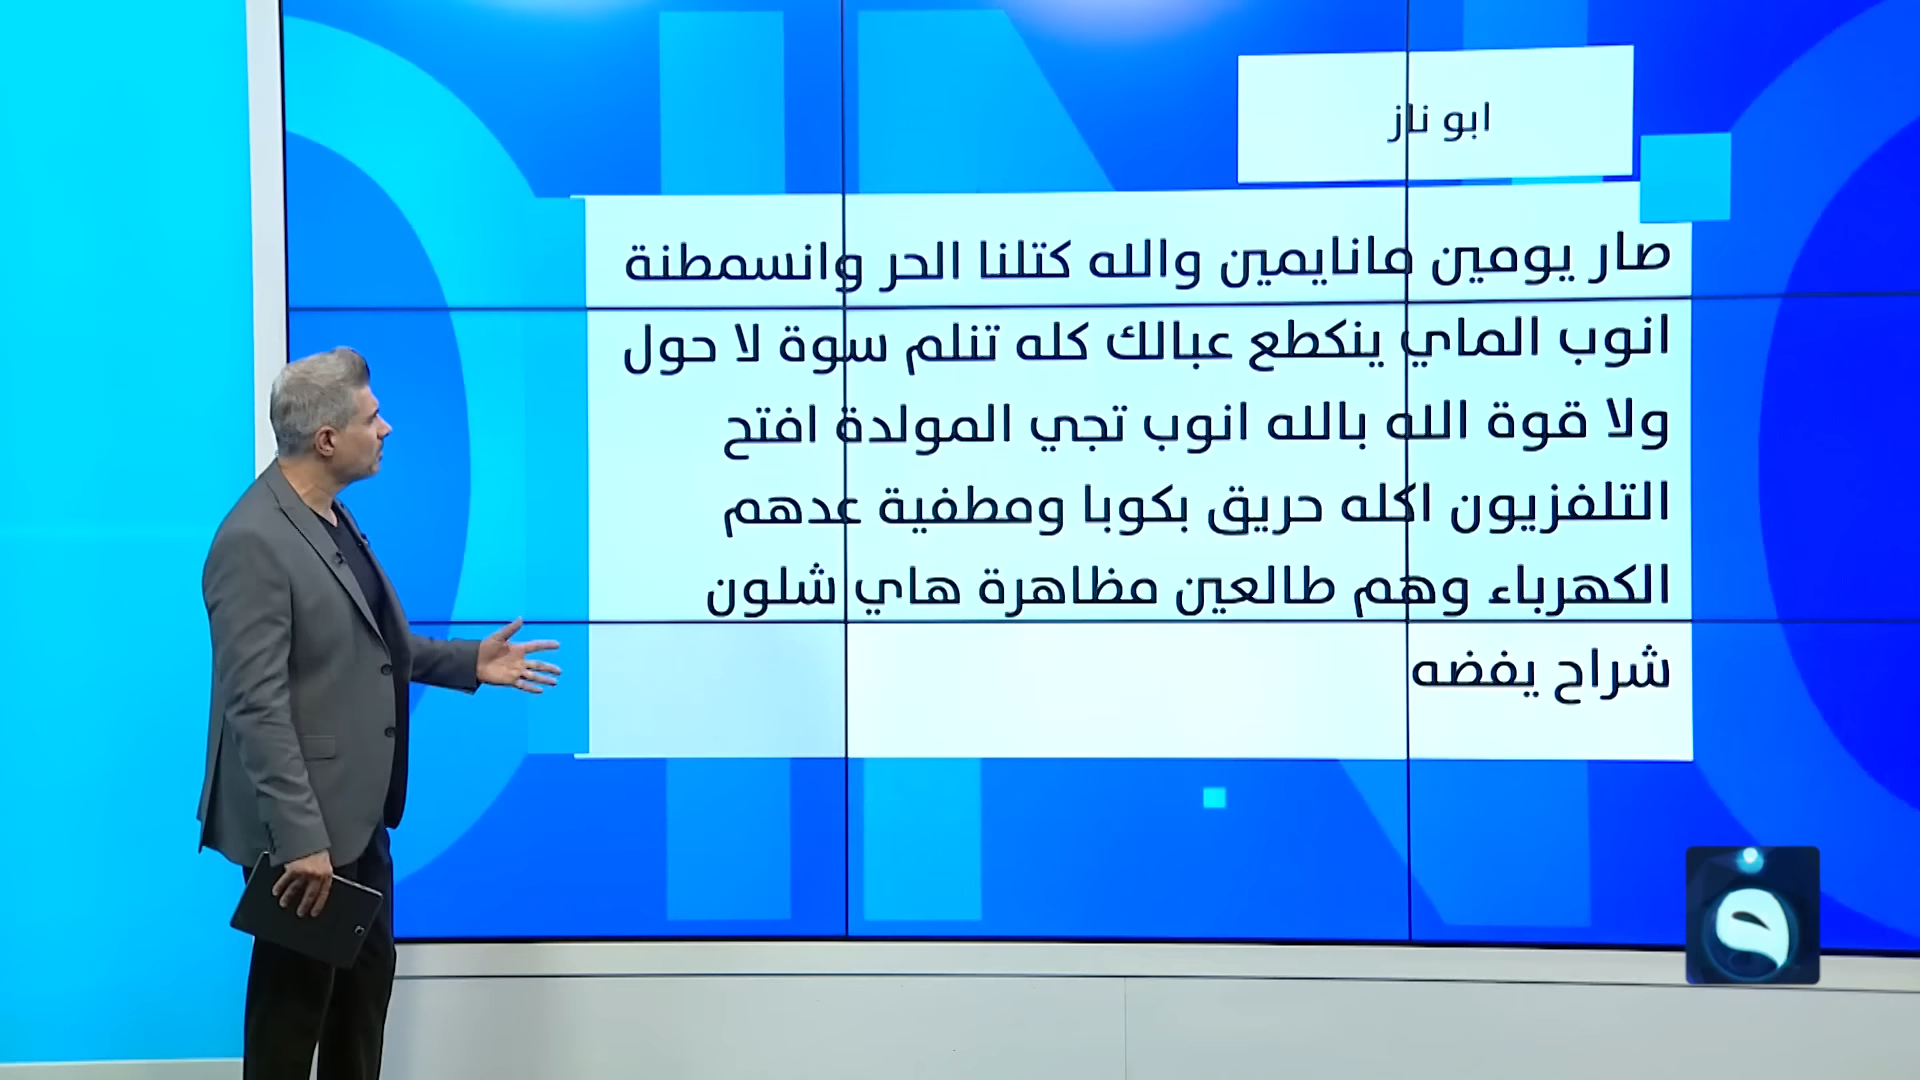 ابو ناز
صار يومين مانايمين والله كتلنا الحر وانسمطنة
انوب الماي ينكطع عبالك كله تنلم سوة لا حول
ولا قوة الله بالله انوب تجي المولدة افتح
التلفزيون اكله حريق بكوبا ومطفية عدهم
الكهرباء وهم طالعين مظاهرة هاي شلون
شراح يفضه